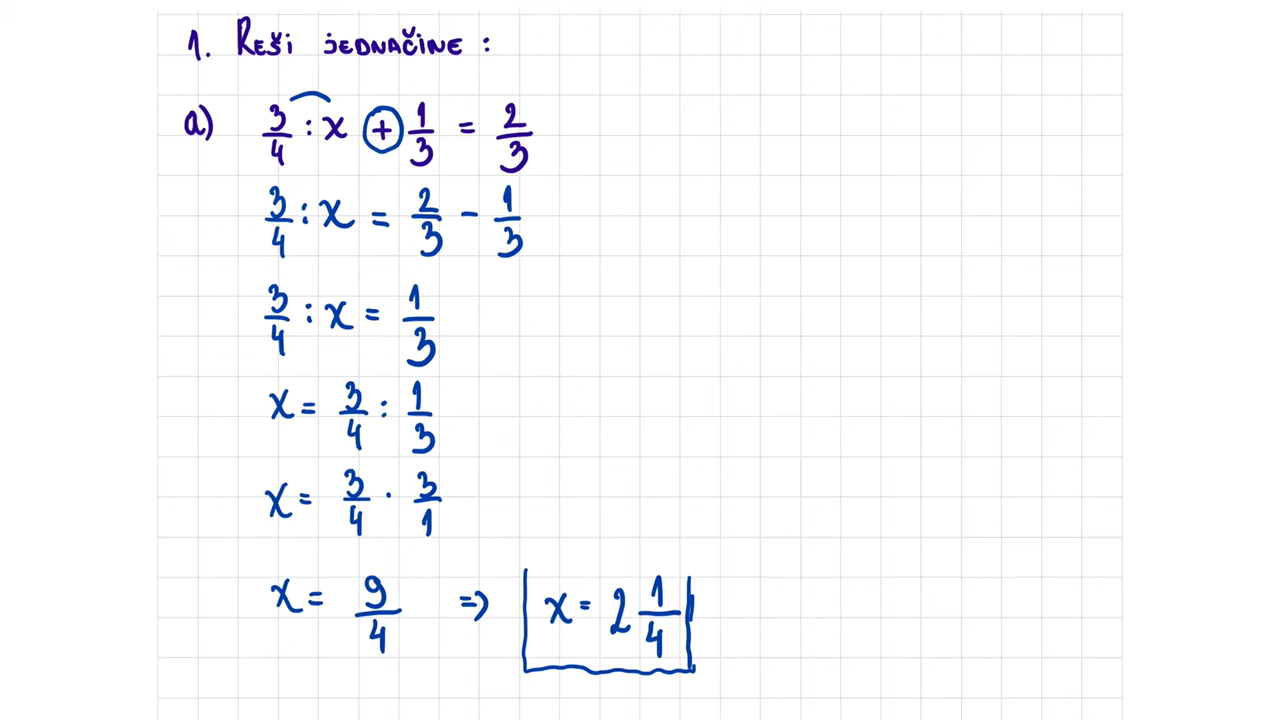 1. Reši jednačine :
a) 3/4 : x + 1/3 = 2/3
3/4 : x = 2/3 - 1/3
3/4 : x = 1/3
x = 3/4 : 1/3
x = 3/4 · 3/1
x = 9/4 => x = 2 1/4